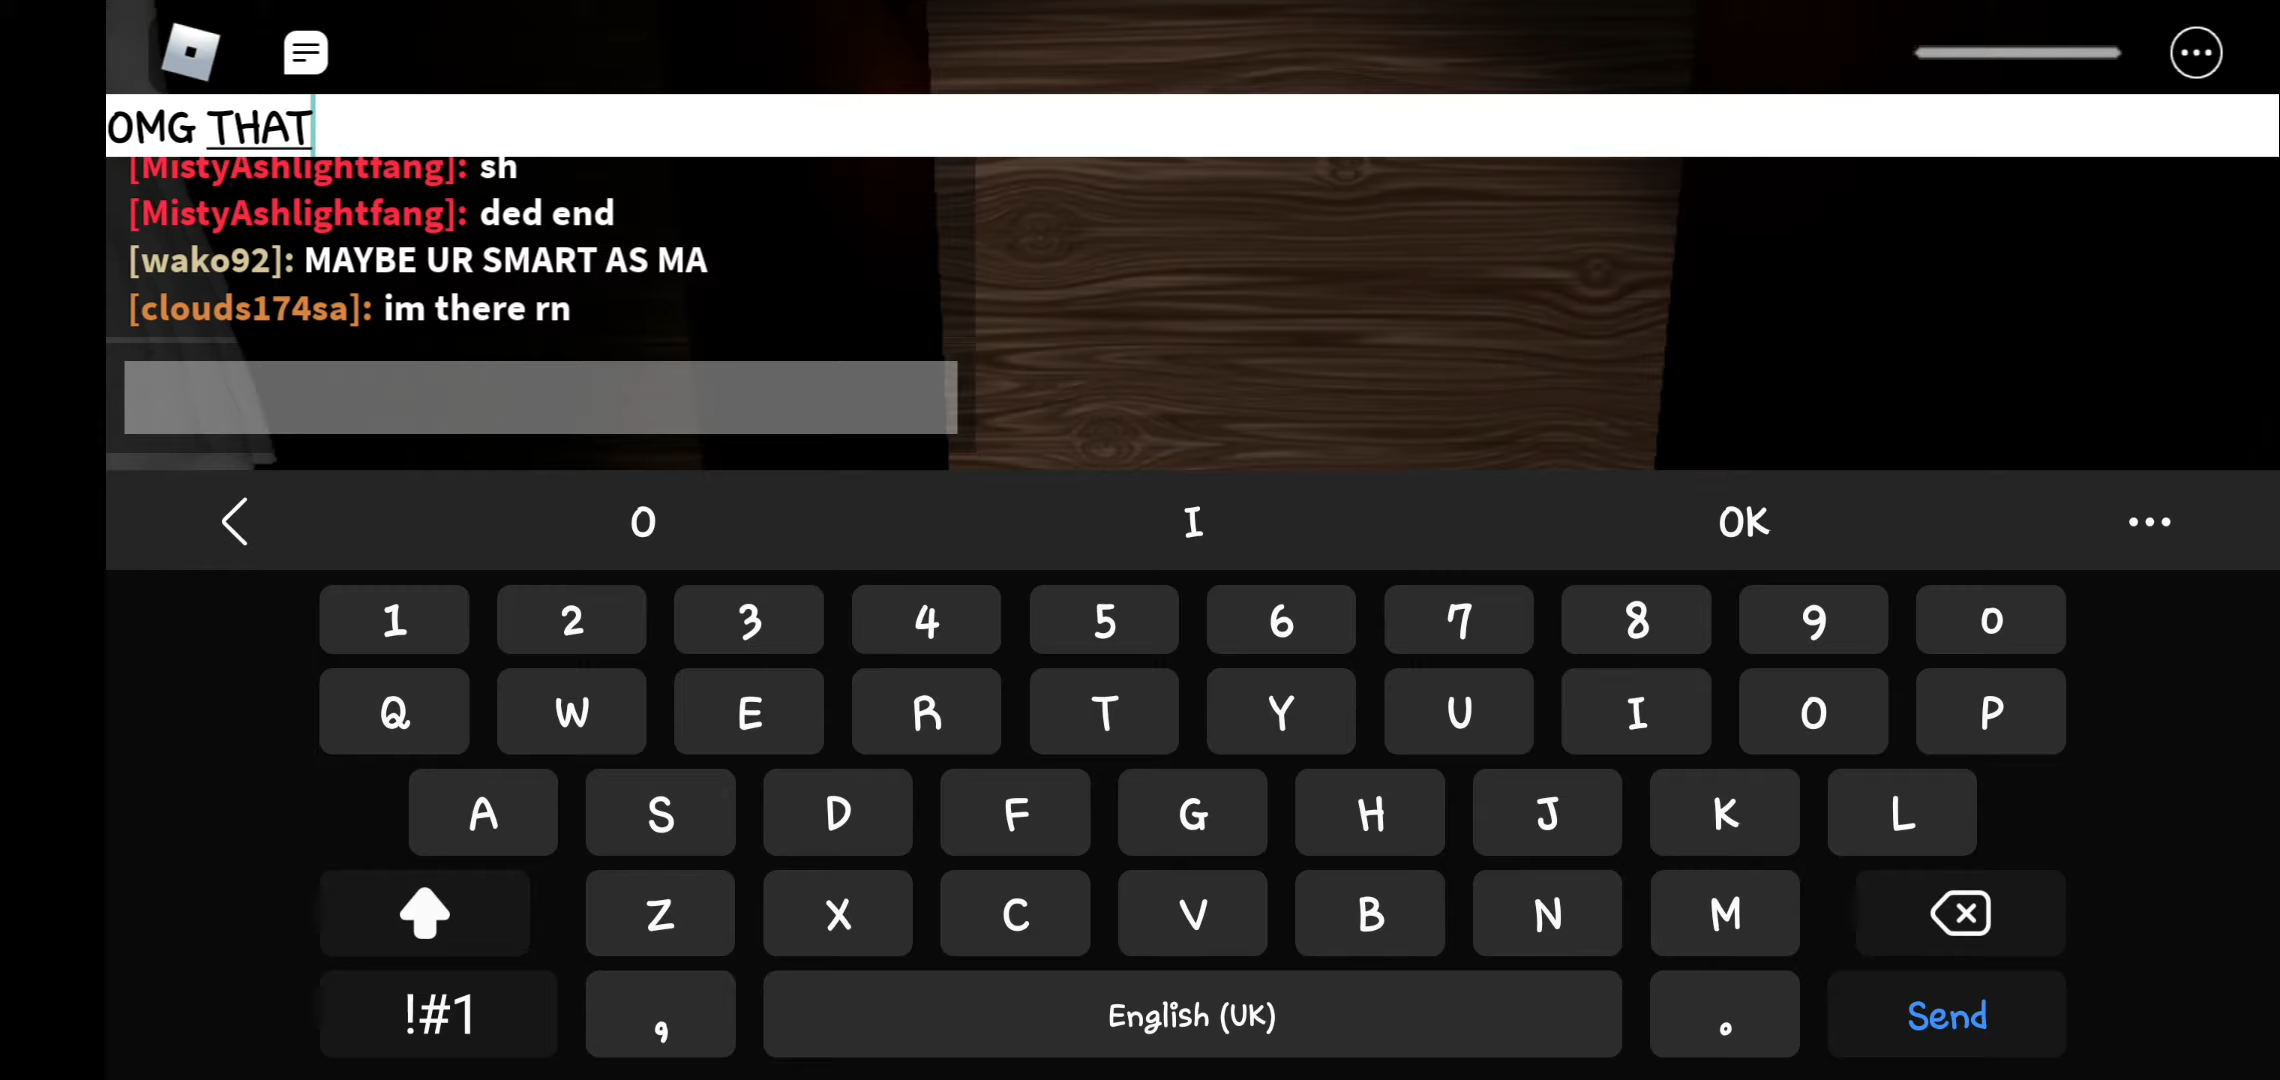 OMG THAT
[MistyAshlightfang]: sh
[MistyAshlightfang]: ded end
[wako92]: MAYBE UR SMART AS MA
[clouds174sa]: im there rn
O I OK
1 2 3 4 5 6 7 8 9 0
Q W E R T Y U I O P
A S D F G H J K L
Z X C V B N M
!#1 , English (UK) . Send